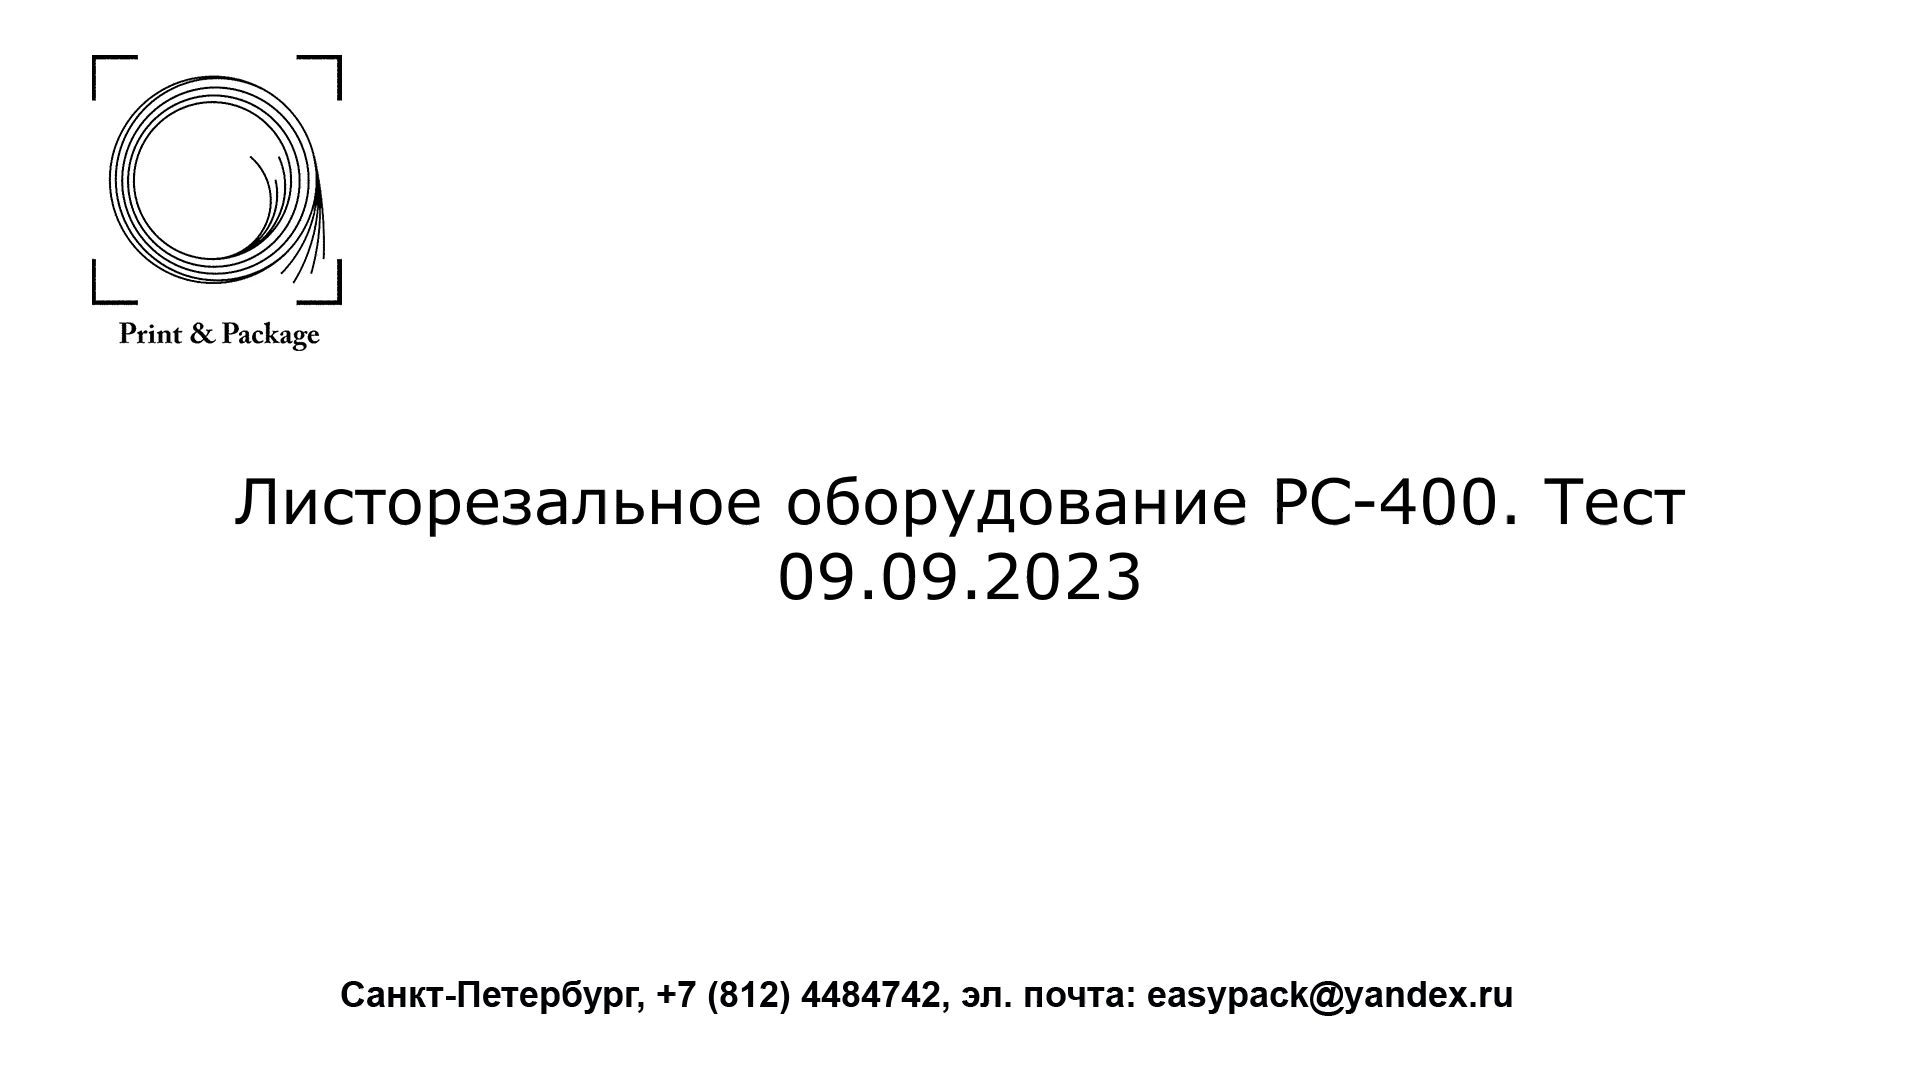 Print & Package
Листорезальное оборудование РС-400. Тест
09.09.2023
Санкт-Петербург, +7 (812) 4484742, эл. почта: easypack@yandex.ru